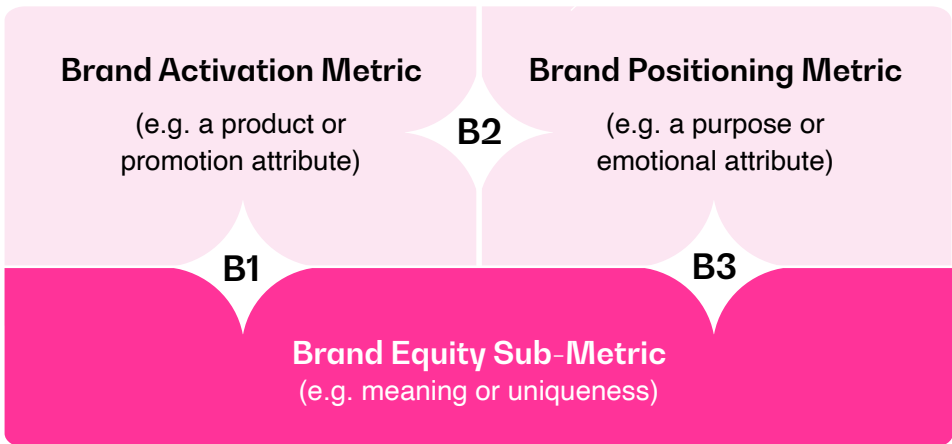 Brand Activation Metric
(e.g. a product or
promotion attribute)
B2
Brand Positioning Metric
(e.g. a purpose or
emotional attribute)
B1
B3
Brand Equity Sub-Metric
(e.g. meaning or uniqueness)